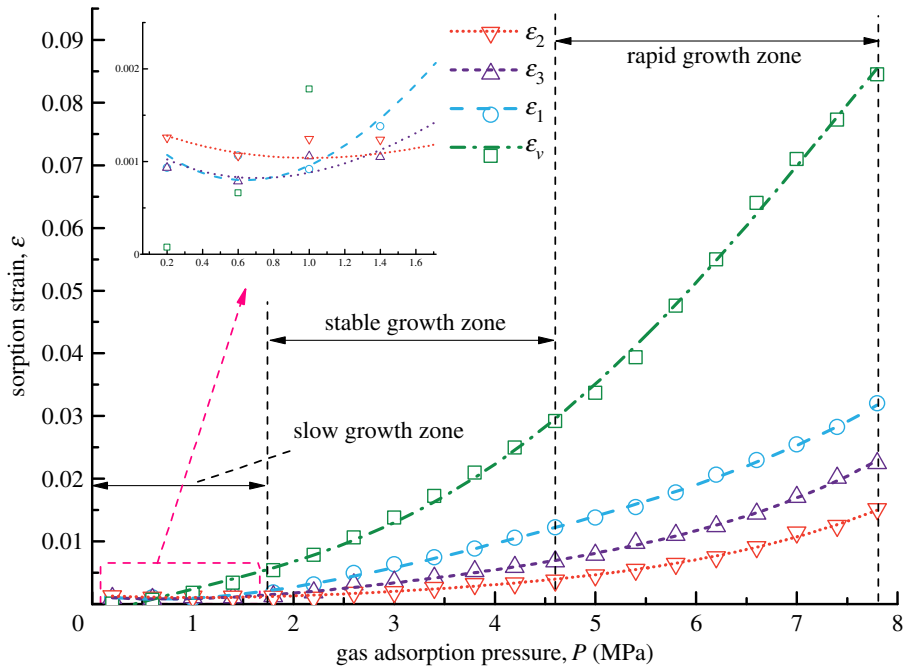 0.09
0.08
0.07
0.06
0.05
0.04
0.03
0.02
0.01
0
sorption strain, ε
0.002
0.001
0
0.2 0.4 0.6 0.8 1.0 1.2 1.4 1.6
ε2
ε3
ε1
εv
rapid growth zone
stable growth zone
slow growth zone
1 2 3 4 5 6 7 8
gas adsorption pressure, P (MPa)